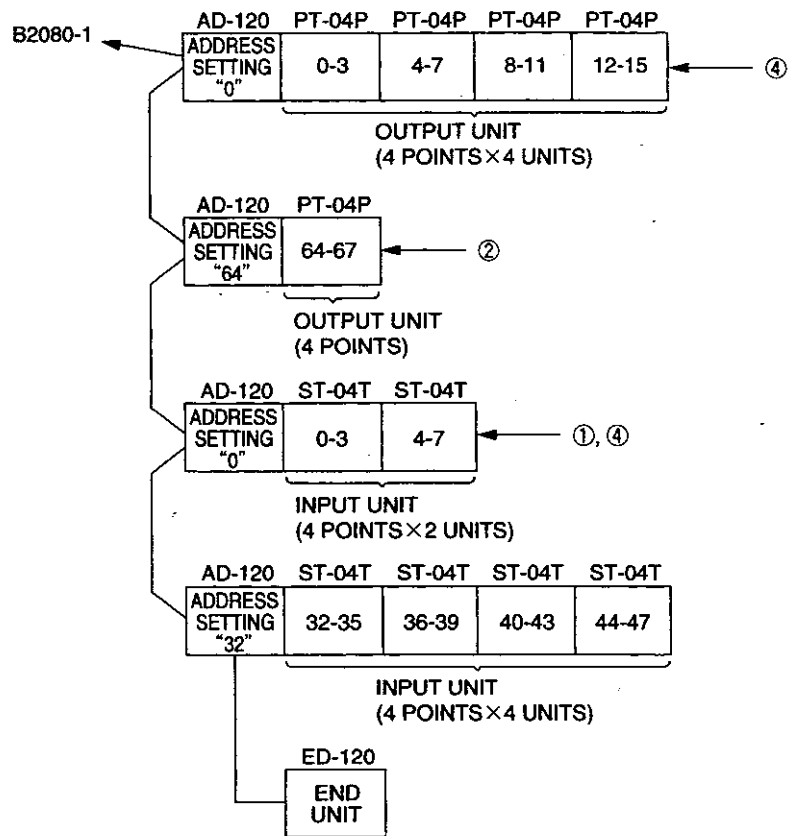 B2080-1
AD-120 PT-04P PT-04P PT-04P PT-04P
ADDRESS
SETTING
"0"
0-3 4-7 8-11 12-15
④
OUTPUT UNIT
(4 POINTS×4 UNITS)
AD-120 PT-04P
ADDRESS
SETTING
"64"
64-67
②
OUTPUT UNIT
(4 POINTS)
AD-120 ST-04T ST-04T
ADDRESS
SETTING
"0"
0-3 4-7
①, ④
INPUT UNIT
(4 POINTS×2 UNITS)
AD-120 ST-04T ST-04T ST-04T ST-04T
ADDRESS
SETTING
"32"
32-35 36-39 40-43 44-47
INPUT UNIT
(4 POINTS×4 UNITS)
ED-120
END
UNIT